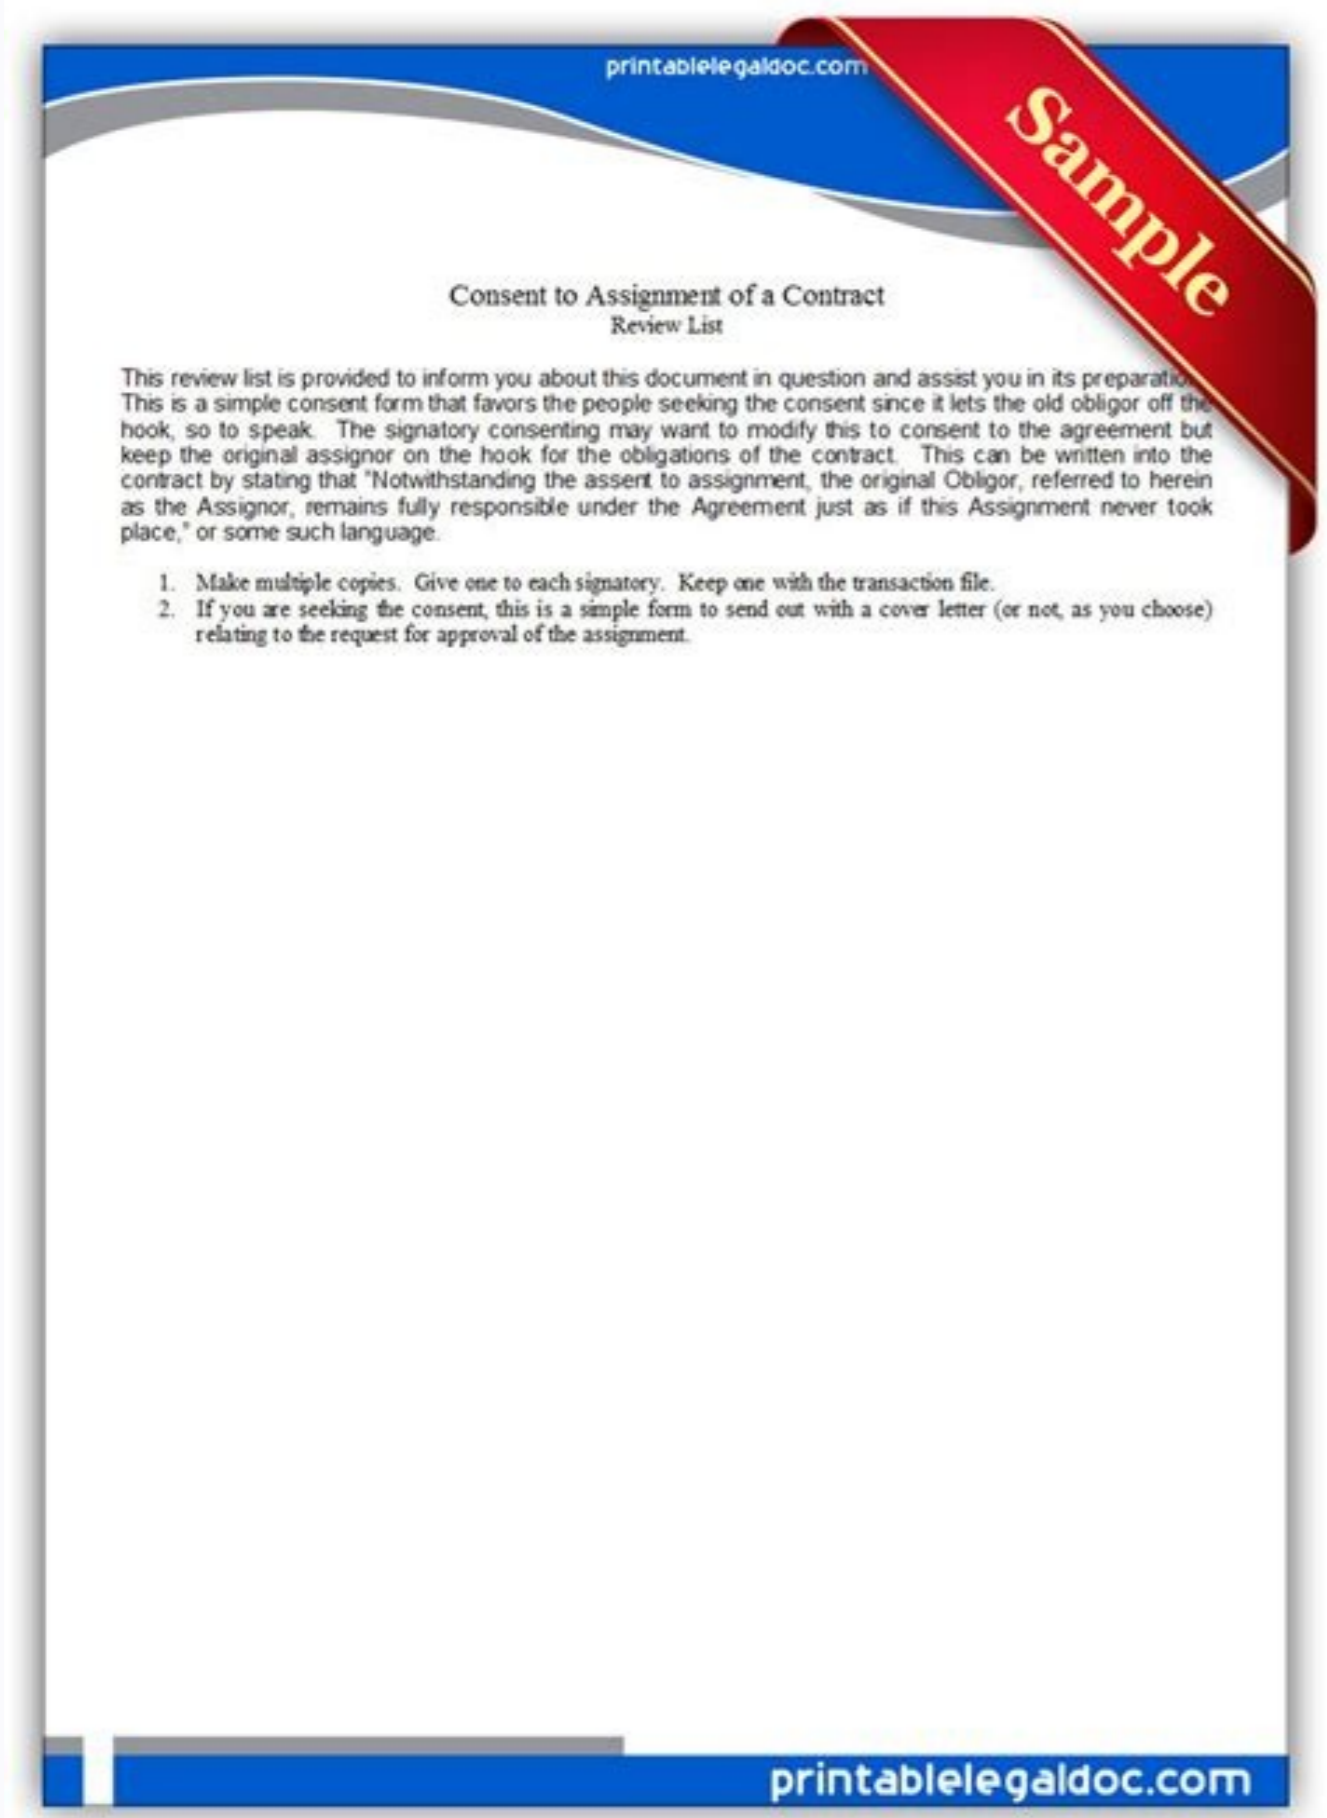 printablelegaldoc.com
Sample
Consent to Assignment of a Contract
Review List
This review list is provided to inform you about this document in question and assist you in its
This is a simple consent form that favors the people seeking the consent since it lets the old obligor off the
hook, so to speak. The signatory consenting may want to modify this to consent to the agreement but
keep the original assignor on the hook for the obligations of the contract. This can be written into the
contract by stating that "Notwithstanding the assent to assignment, the original Obligor, referred to herein
as the Assignor, remains fully responsible under the Agreement just as if this Assignment never took
place," or some such language.
1. Make multiple copies. Give one to each signatory. Keep one with the transaction file.
2. If you are seeking the consent, this is a simple form to send out with a cover letter (or not, as you choose)
relating to the request for approval of the assignment.
printablelegaldoc.com